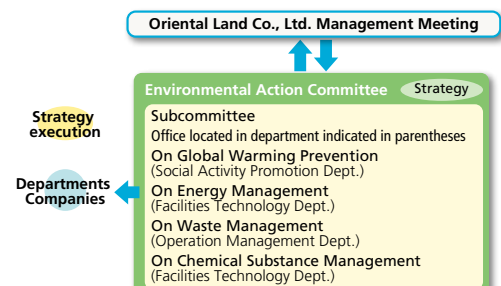 Oriental Land Co., Ltd. Management Meeting
Environmental Action Committee
Strategy
Strategy
execution
Departments
Companies
Subcommittee
Office located in department indicated in parentheses
On Global Warming Prevention
(Social Activity Promotion Dept.)
On Energy Management
(Facilities Technology Dept.)
On Waste Management
(Operation Management Dept.)
On Chemical Substance Management
(Facilities Technology Dept.)